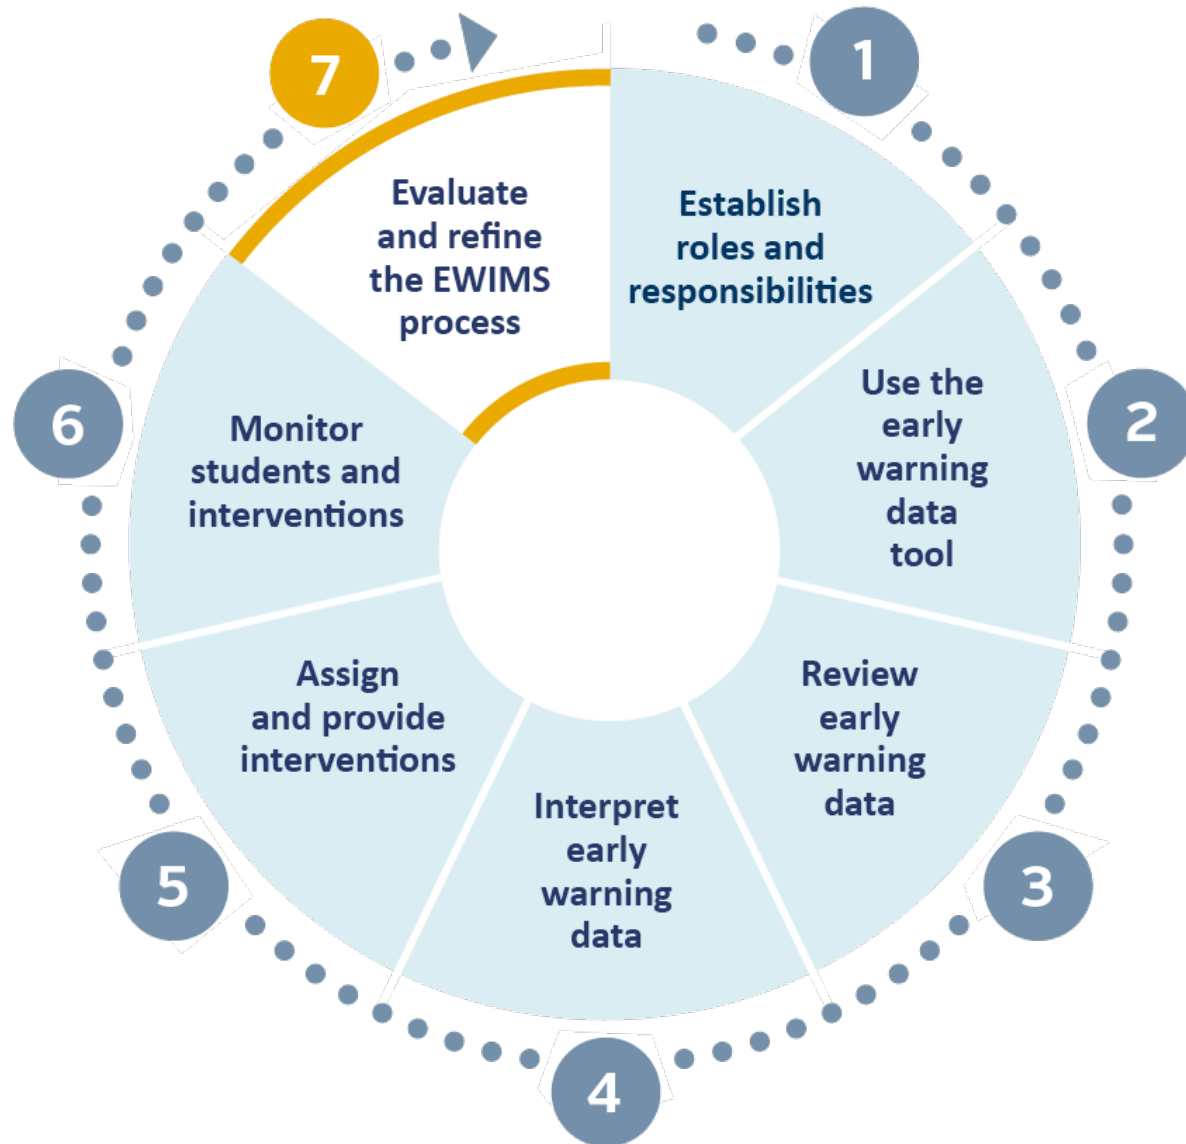 1
Establish
roles and
responsibilities
2
Use the
early
warning
data
tool
3
Review
early
warning
data
4
Interpret
early
warning
data
5
Assign
and provide
interventions
6
Monitor
students and
interventions
7
Evaluate
and refine
the EWIMS
process